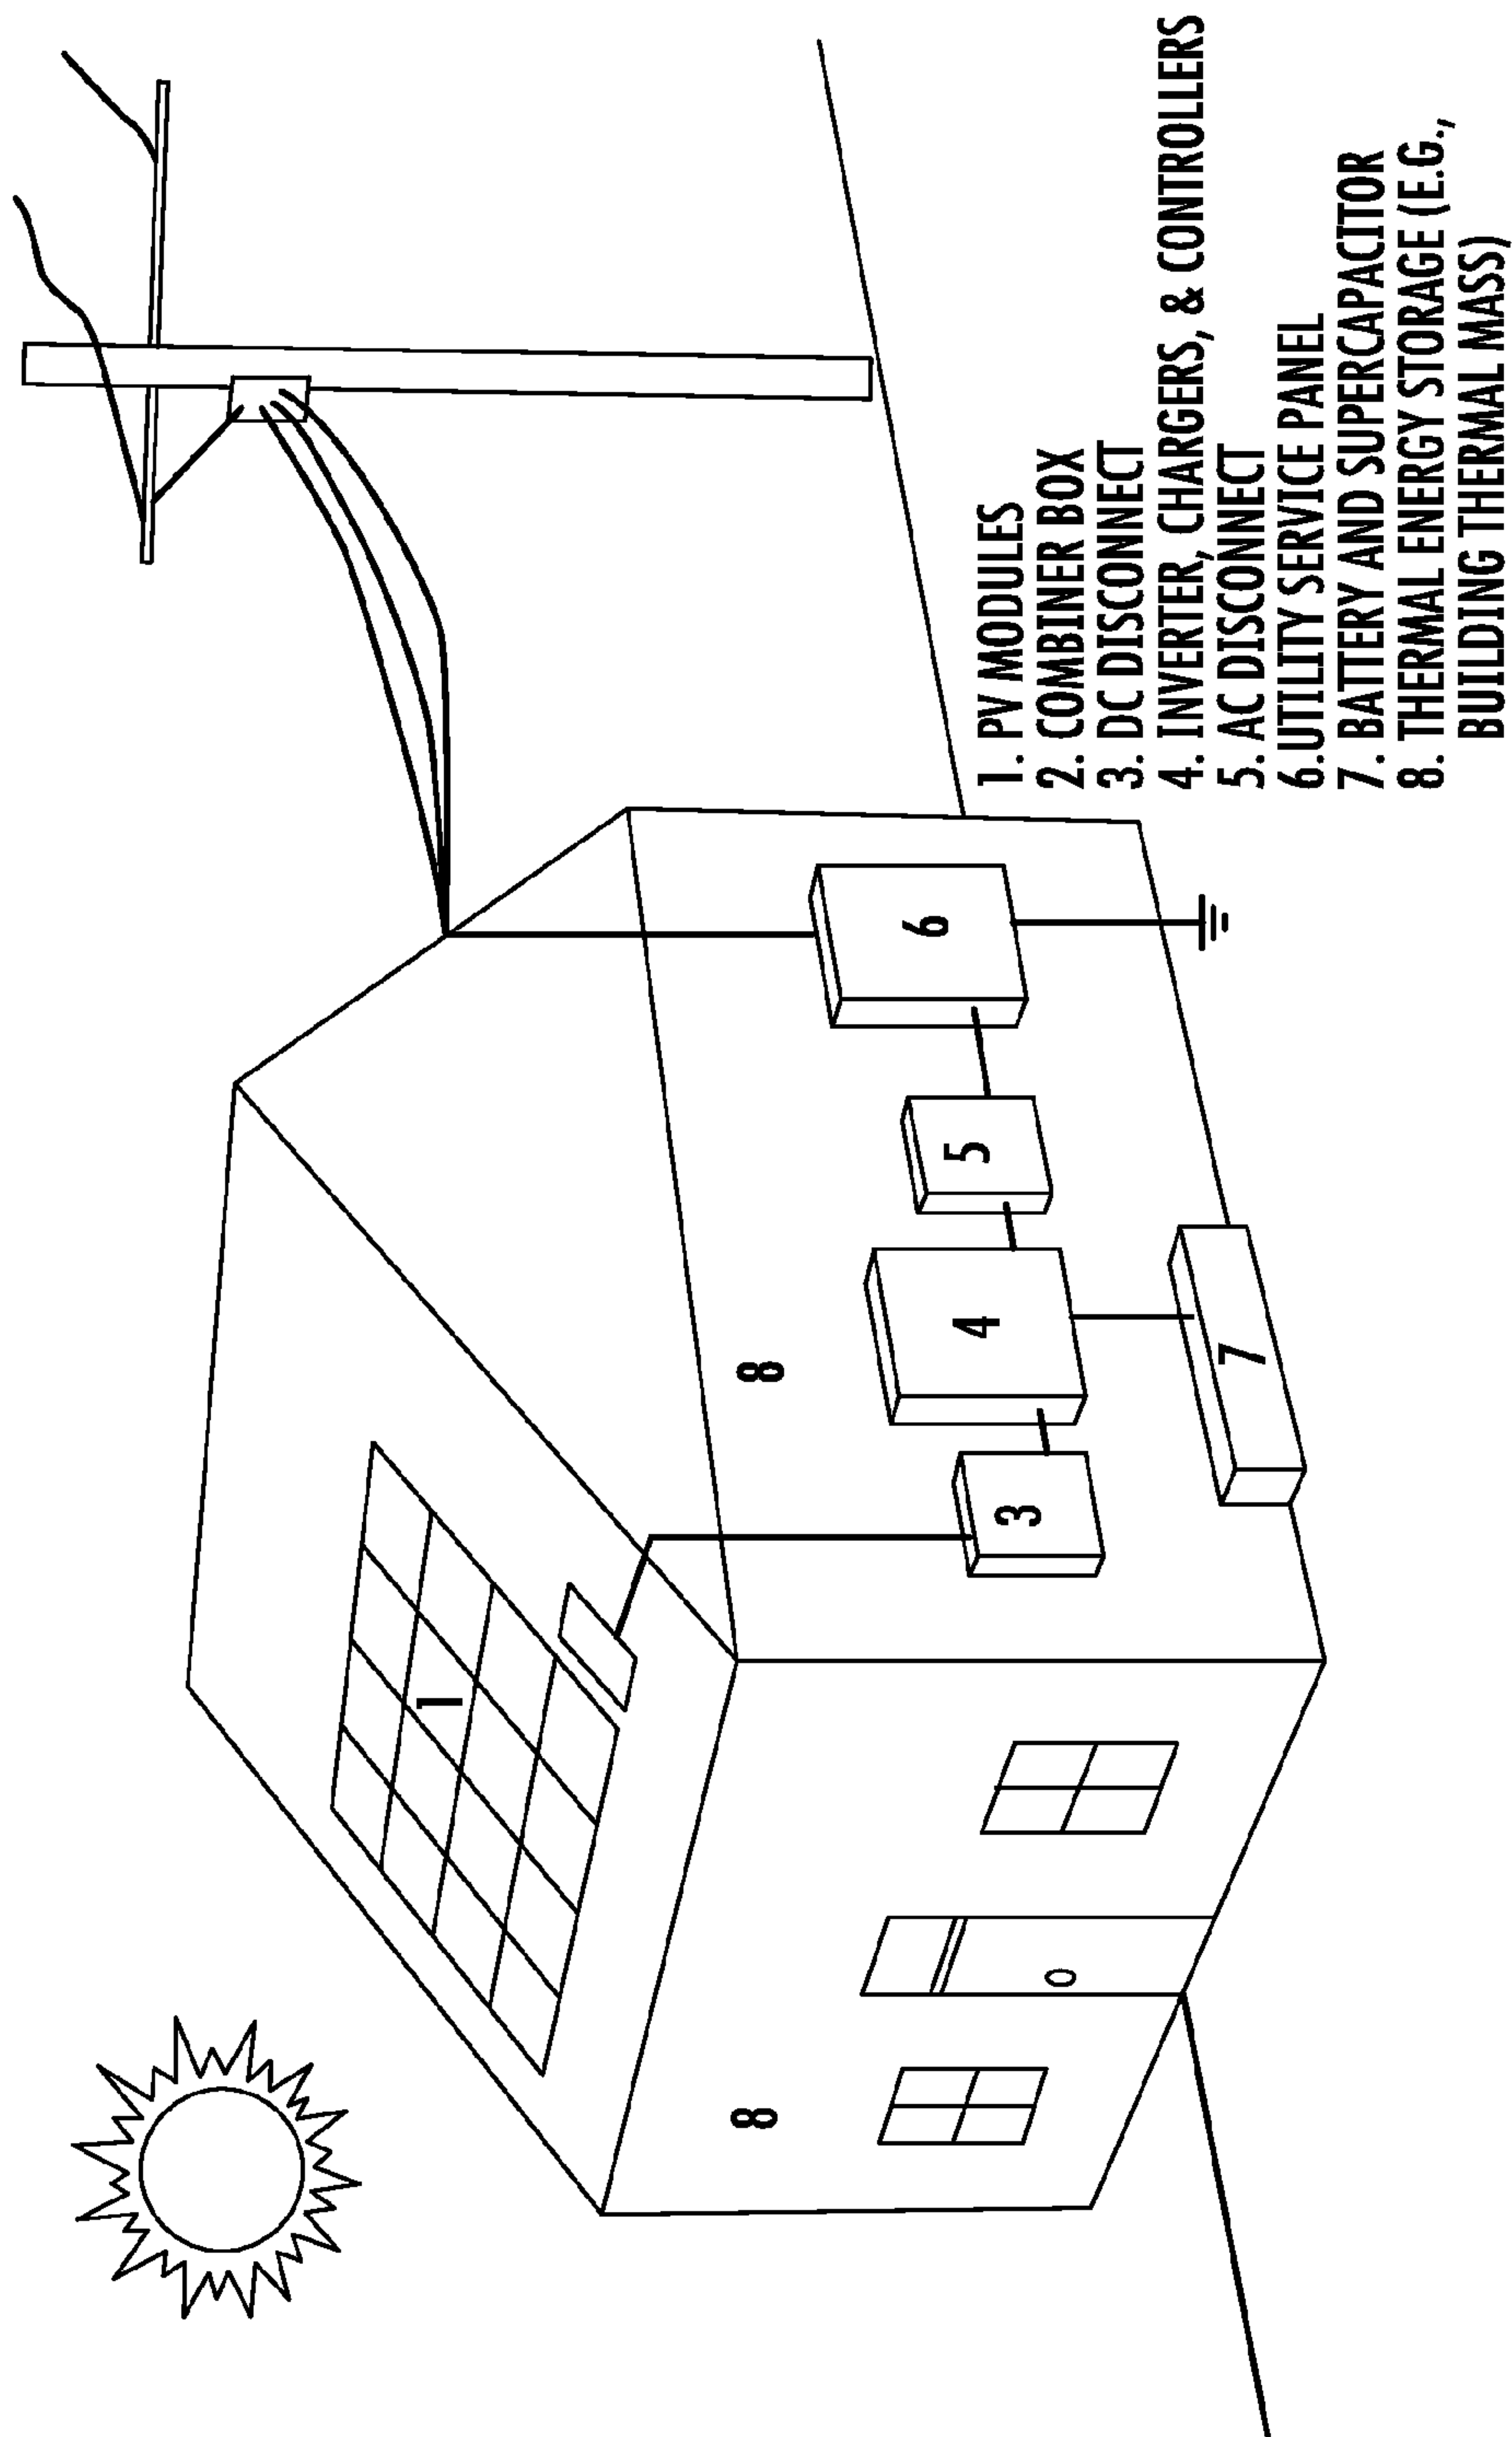 1
8
8
3
4
5
6
7
1. PV MODULES
2. COMBINER BOX
3. DC DISCONNECT
4. INVERTER, CHARGERS, & CONTROLLERS
5. AC DISCONNECT
6.UTILITY SERVICE PANEL
7. BATTERY AND SUPERCAPACITOR
8. THERMAL ENERGY STORAGE (E.G.,
BUILDING THERMAL MASS)